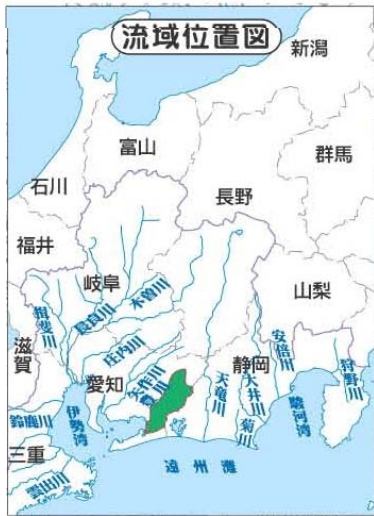 流域位置図
新潟
富山
群馬
石川
長野
福井
岐阜
山梨
揖斐川
長良川
木曽川
滋賀
庄内川
愛知
矢作川
豊川
静岡
安倍川
狩野川
天竜川
大井川
菊川
駿河湾
鈴鹿川
伊勢湾
三重
雲出川
遠州灘